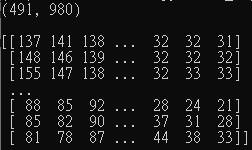 (491, 980)
[[137 141 138 ... 32 32 31]
[148 146 139 ... 32 32 32]
[155 147 138 ... 32 33 33]
...
[ 88 85 92 ... 28 24 21]
[ 85 82 90 ... 37 31 28]
[ 81 78 87 ... 44 38 33]]